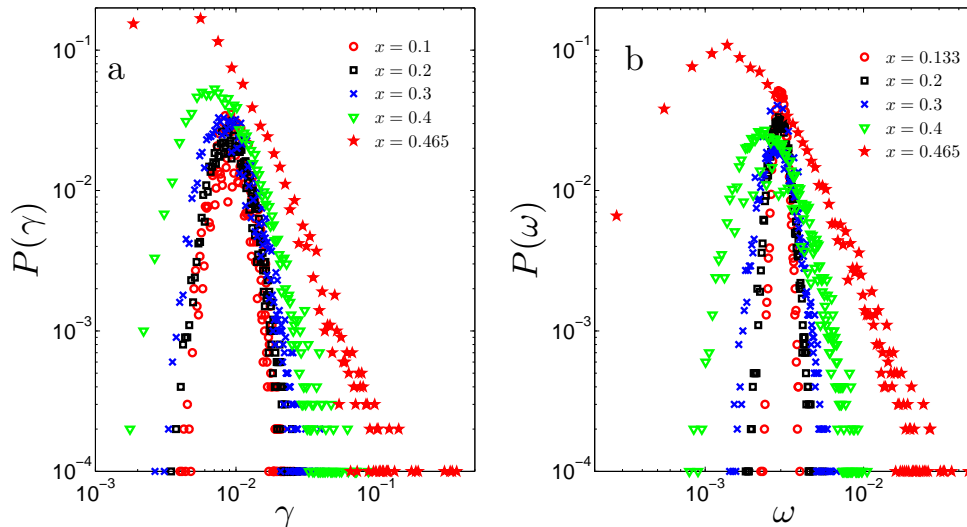 a
P(γ)
10⁻¹
10⁻²
10⁻³
10⁻⁴
10⁻³
10⁻²
10⁻¹
γ
x = 0.1
x = 0.2
x = 0.3
x = 0.4
x = 0.465
b
P(ω)
10⁻¹
10⁻²
10⁻³
10⁻⁴
10⁻³
10⁻²
ω
x = 0.133
x = 0.2
x = 0.3
x = 0.4
x = 0.465